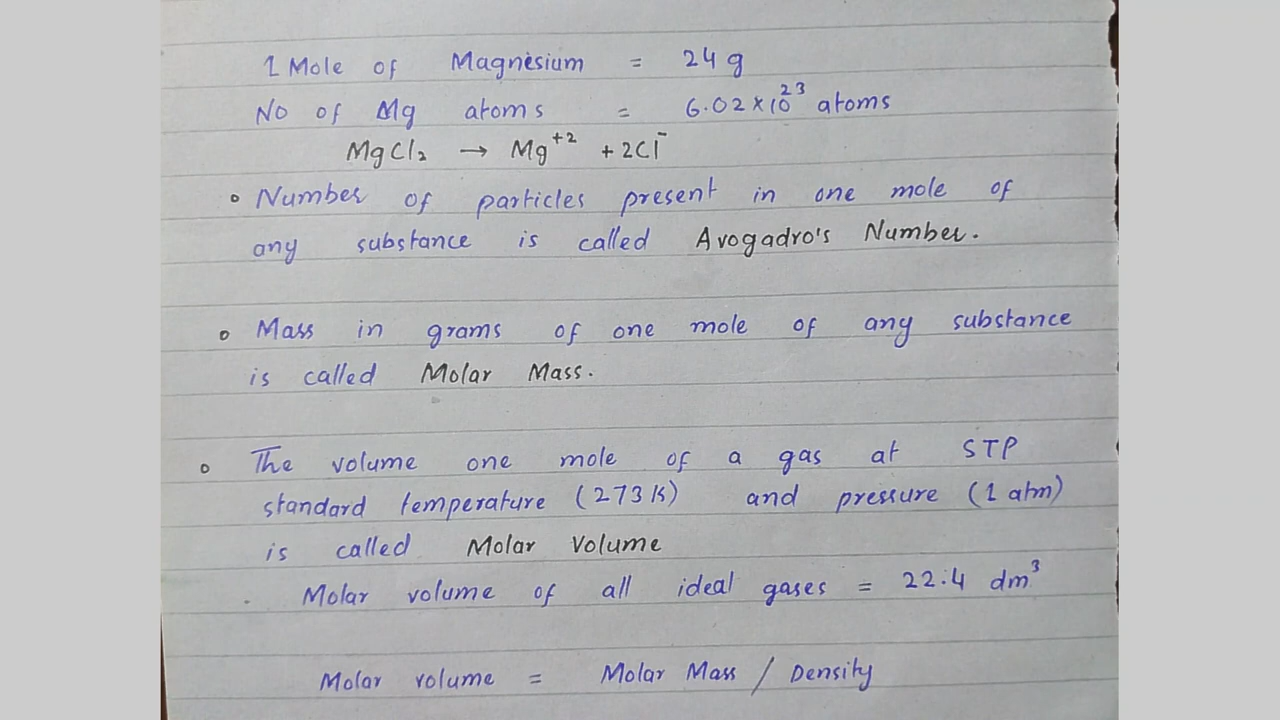 1 Mole of Magnesium = 24 g
No of Mg atoms = 6.02 × 10²³ atoms
MgCl₂ → Mg⁺² + 2Cl⁻
• Number of particles present in one mole of
any substance is called Avogadro's Number.
• Mass in grams of one mole of any substance
is called Molar Mass.
• The volume one mole of a gas at STP
standard temperature (273 K) and pressure (1 atm)
is called Molar Volume
Molar volume of all ideal gases = 22.4 dm³
Molar volume = Molar Mass / Density